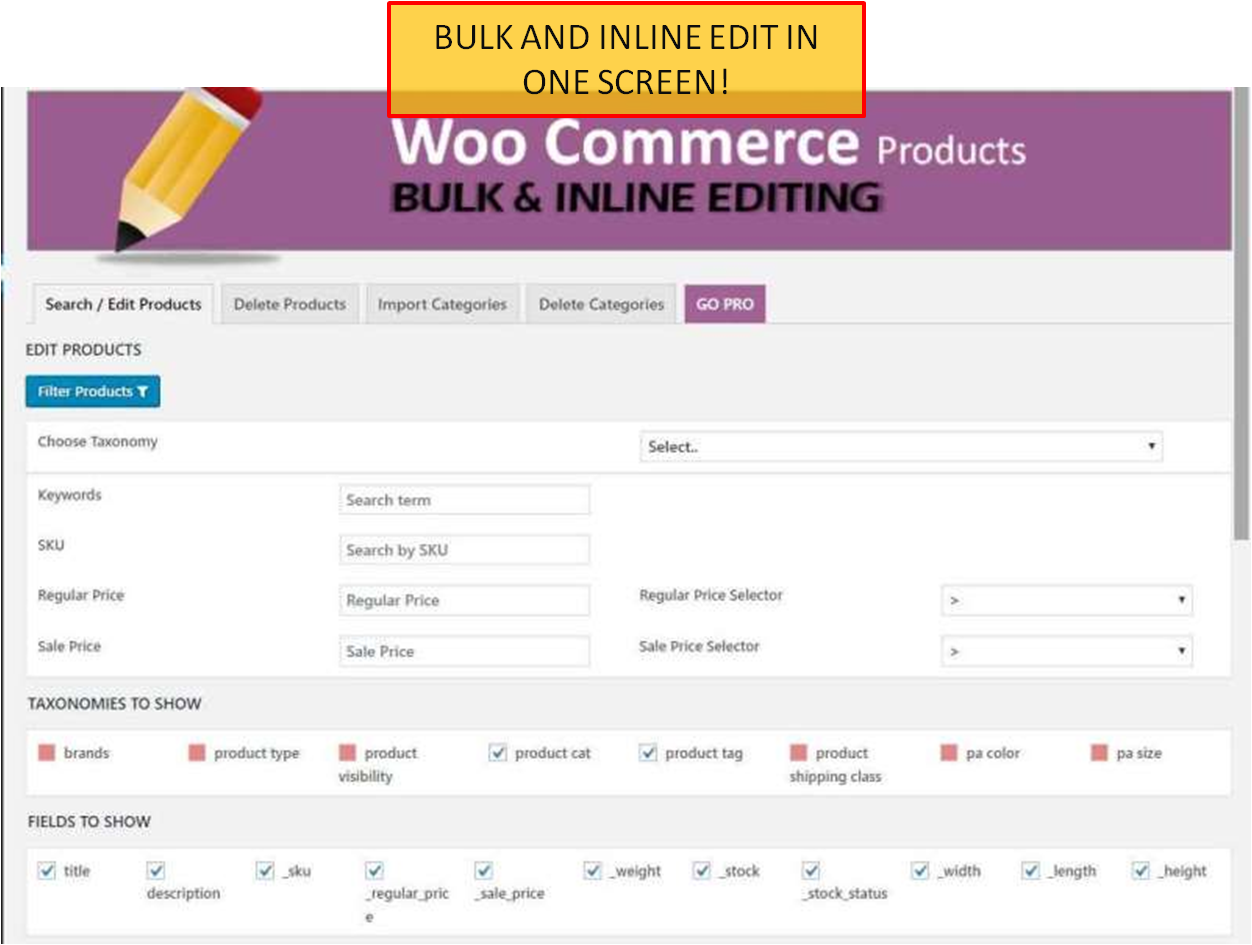 BULK AND INLINE EDIT IN
ONE SCREEN!
Woo Commerce Products
BULK & INLINE EDITING
Search / Edit Products Delete Products Import Categories Delete Categories GO PRO
EDIT PRODUCTS
Filter Products
Choose Taxonomy Select..
Keywords Search term
SKU Search by SKU
Regular Price Regular Price Regular Price Selector >
Sale Price Sale Price Sale Price Selector >
TAXONOMIES TO SHOW
brands product type product product cat product tag product pa color pa size
visibility shipping class
FIELDS TO SHOW
title _sku _weight _stock _width _length _height
description _regular_pric _sale_price _stock_status
e